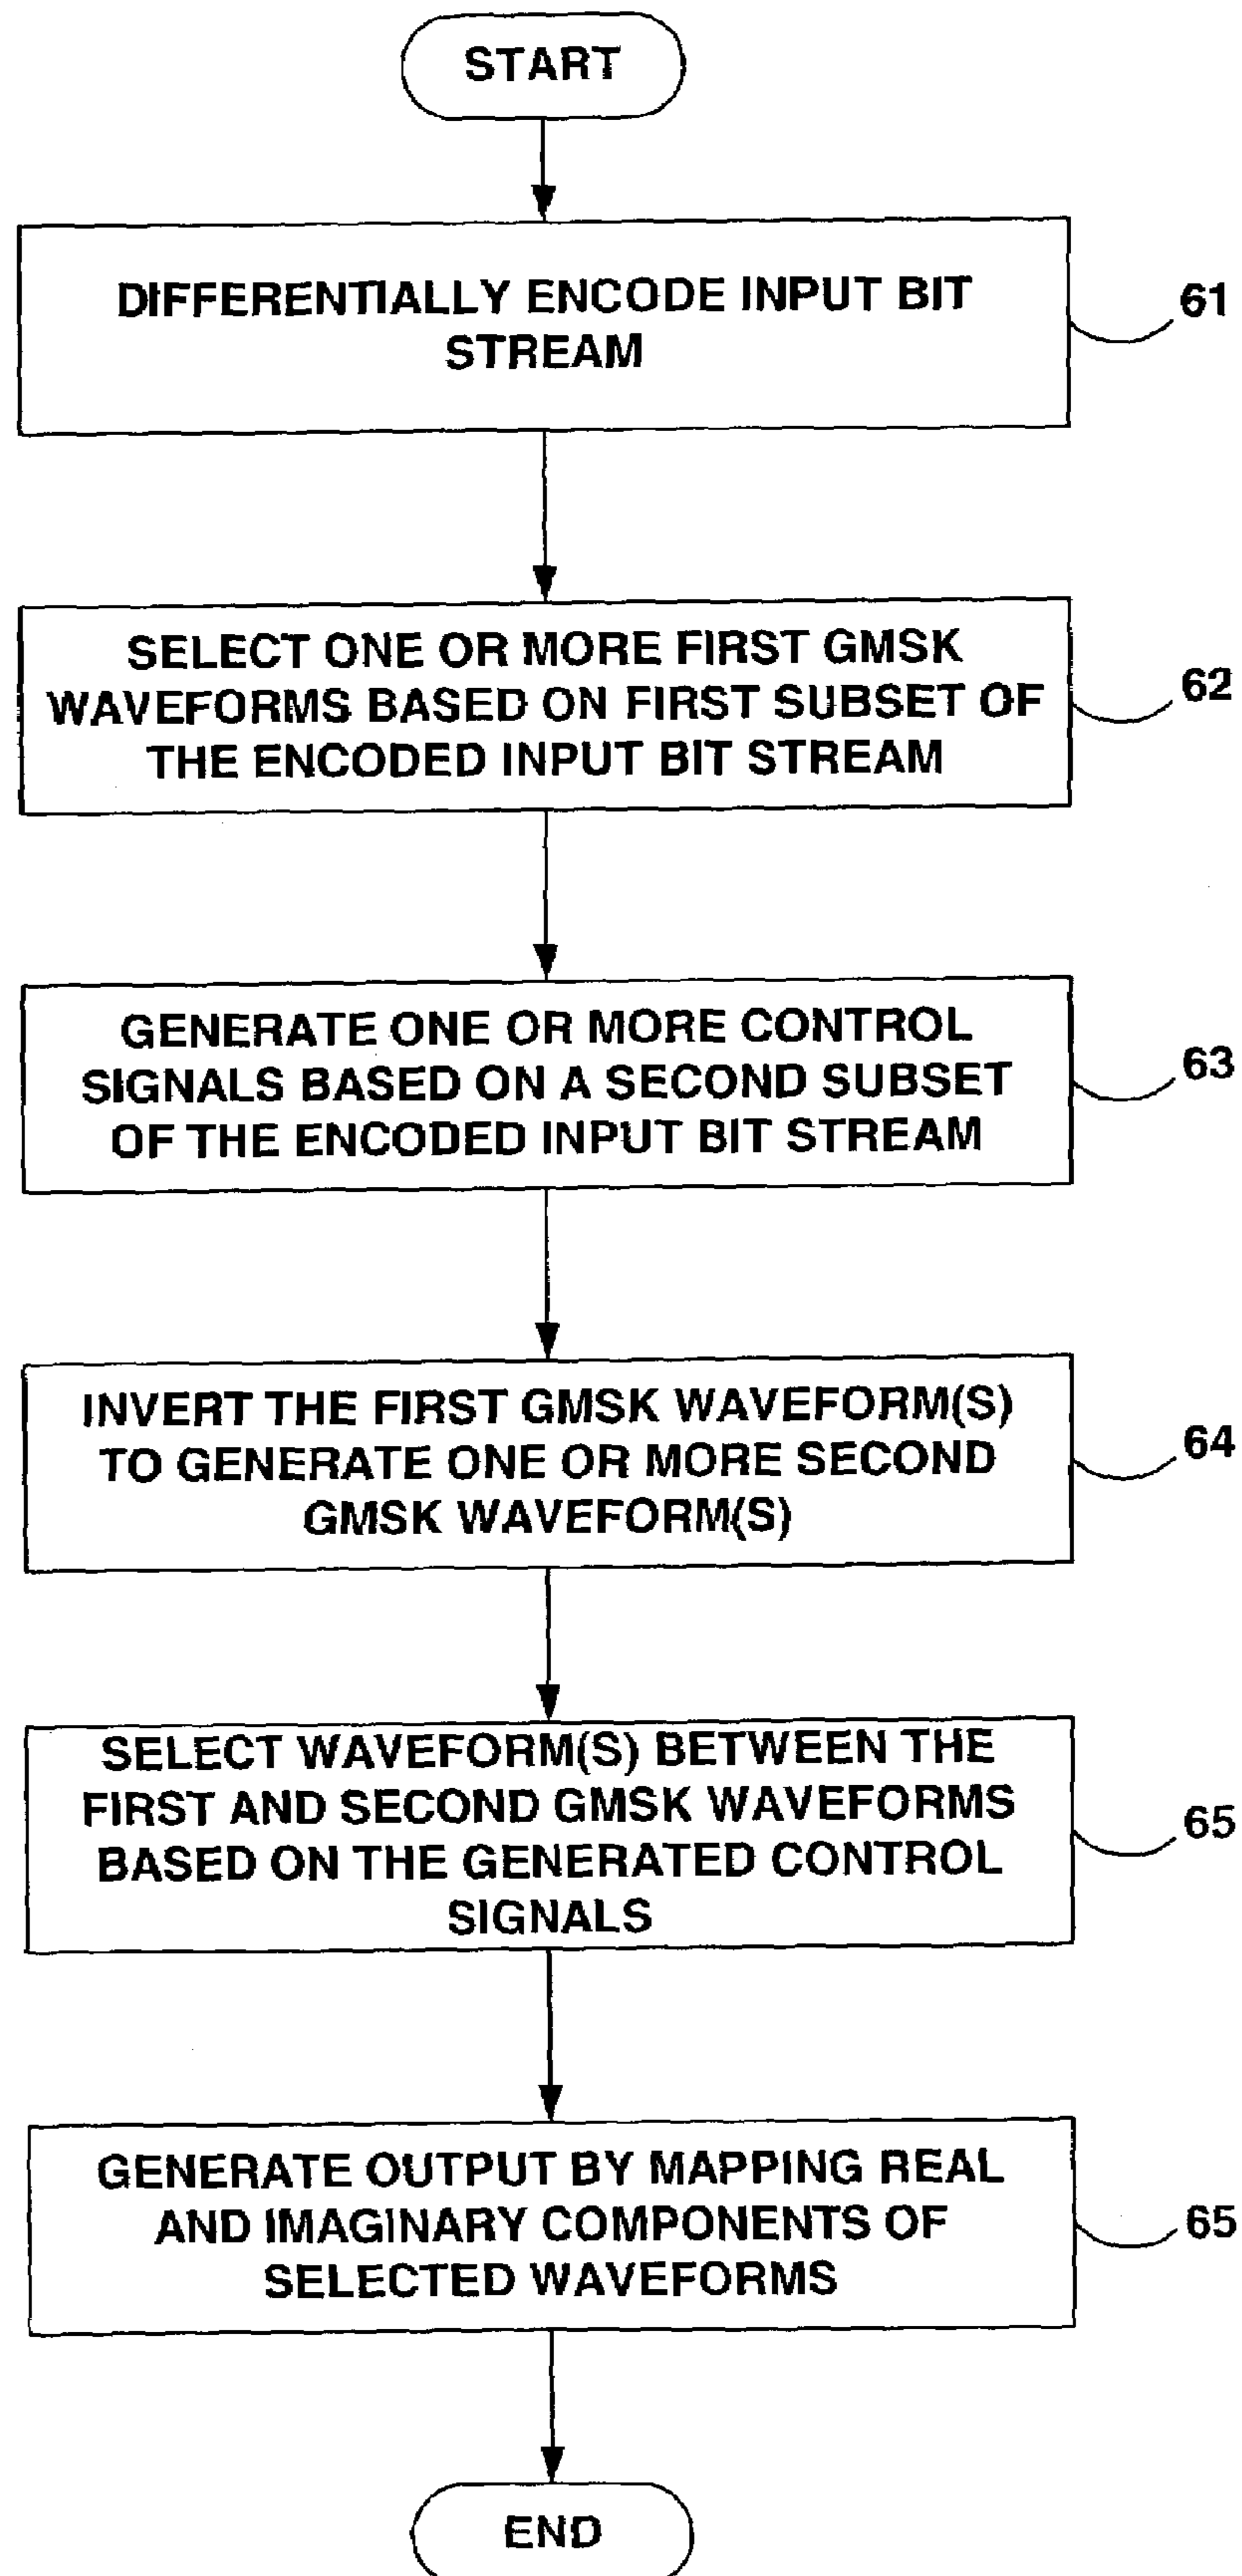 START
DIFFERENTIALLY ENCODE INPUT BIT
STREAM
61
SELECT ONE OR MORE FIRST GMSK
WAVEFORMS BASED ON FIRST SUBSET OF
THE ENCODED INPUT BIT STREAM
62
GENERATE ONE OR MORE CONTROL
SIGNALS BASED ON A SECOND SUBSET
OF THE ENCODED INPUT BIT STREAM
63
INVERT THE FIRST GMSK WAVEFORM(S)
TO GENERATE ONE OR MORE SECOND
GMSK WAVEFORM(S)
64
SELECT WAVEFORM(S) BETWEEN THE
FIRST AND SECOND GMSK WAVEFORMS
BASED ON THE GENERATED CONTROL
SIGNALS
65
GENERATE OUTPUT BY MAPPING REAL
AND IMAGINARY COMPONENTS OF
SELECTED WAVEFORMS
65
END